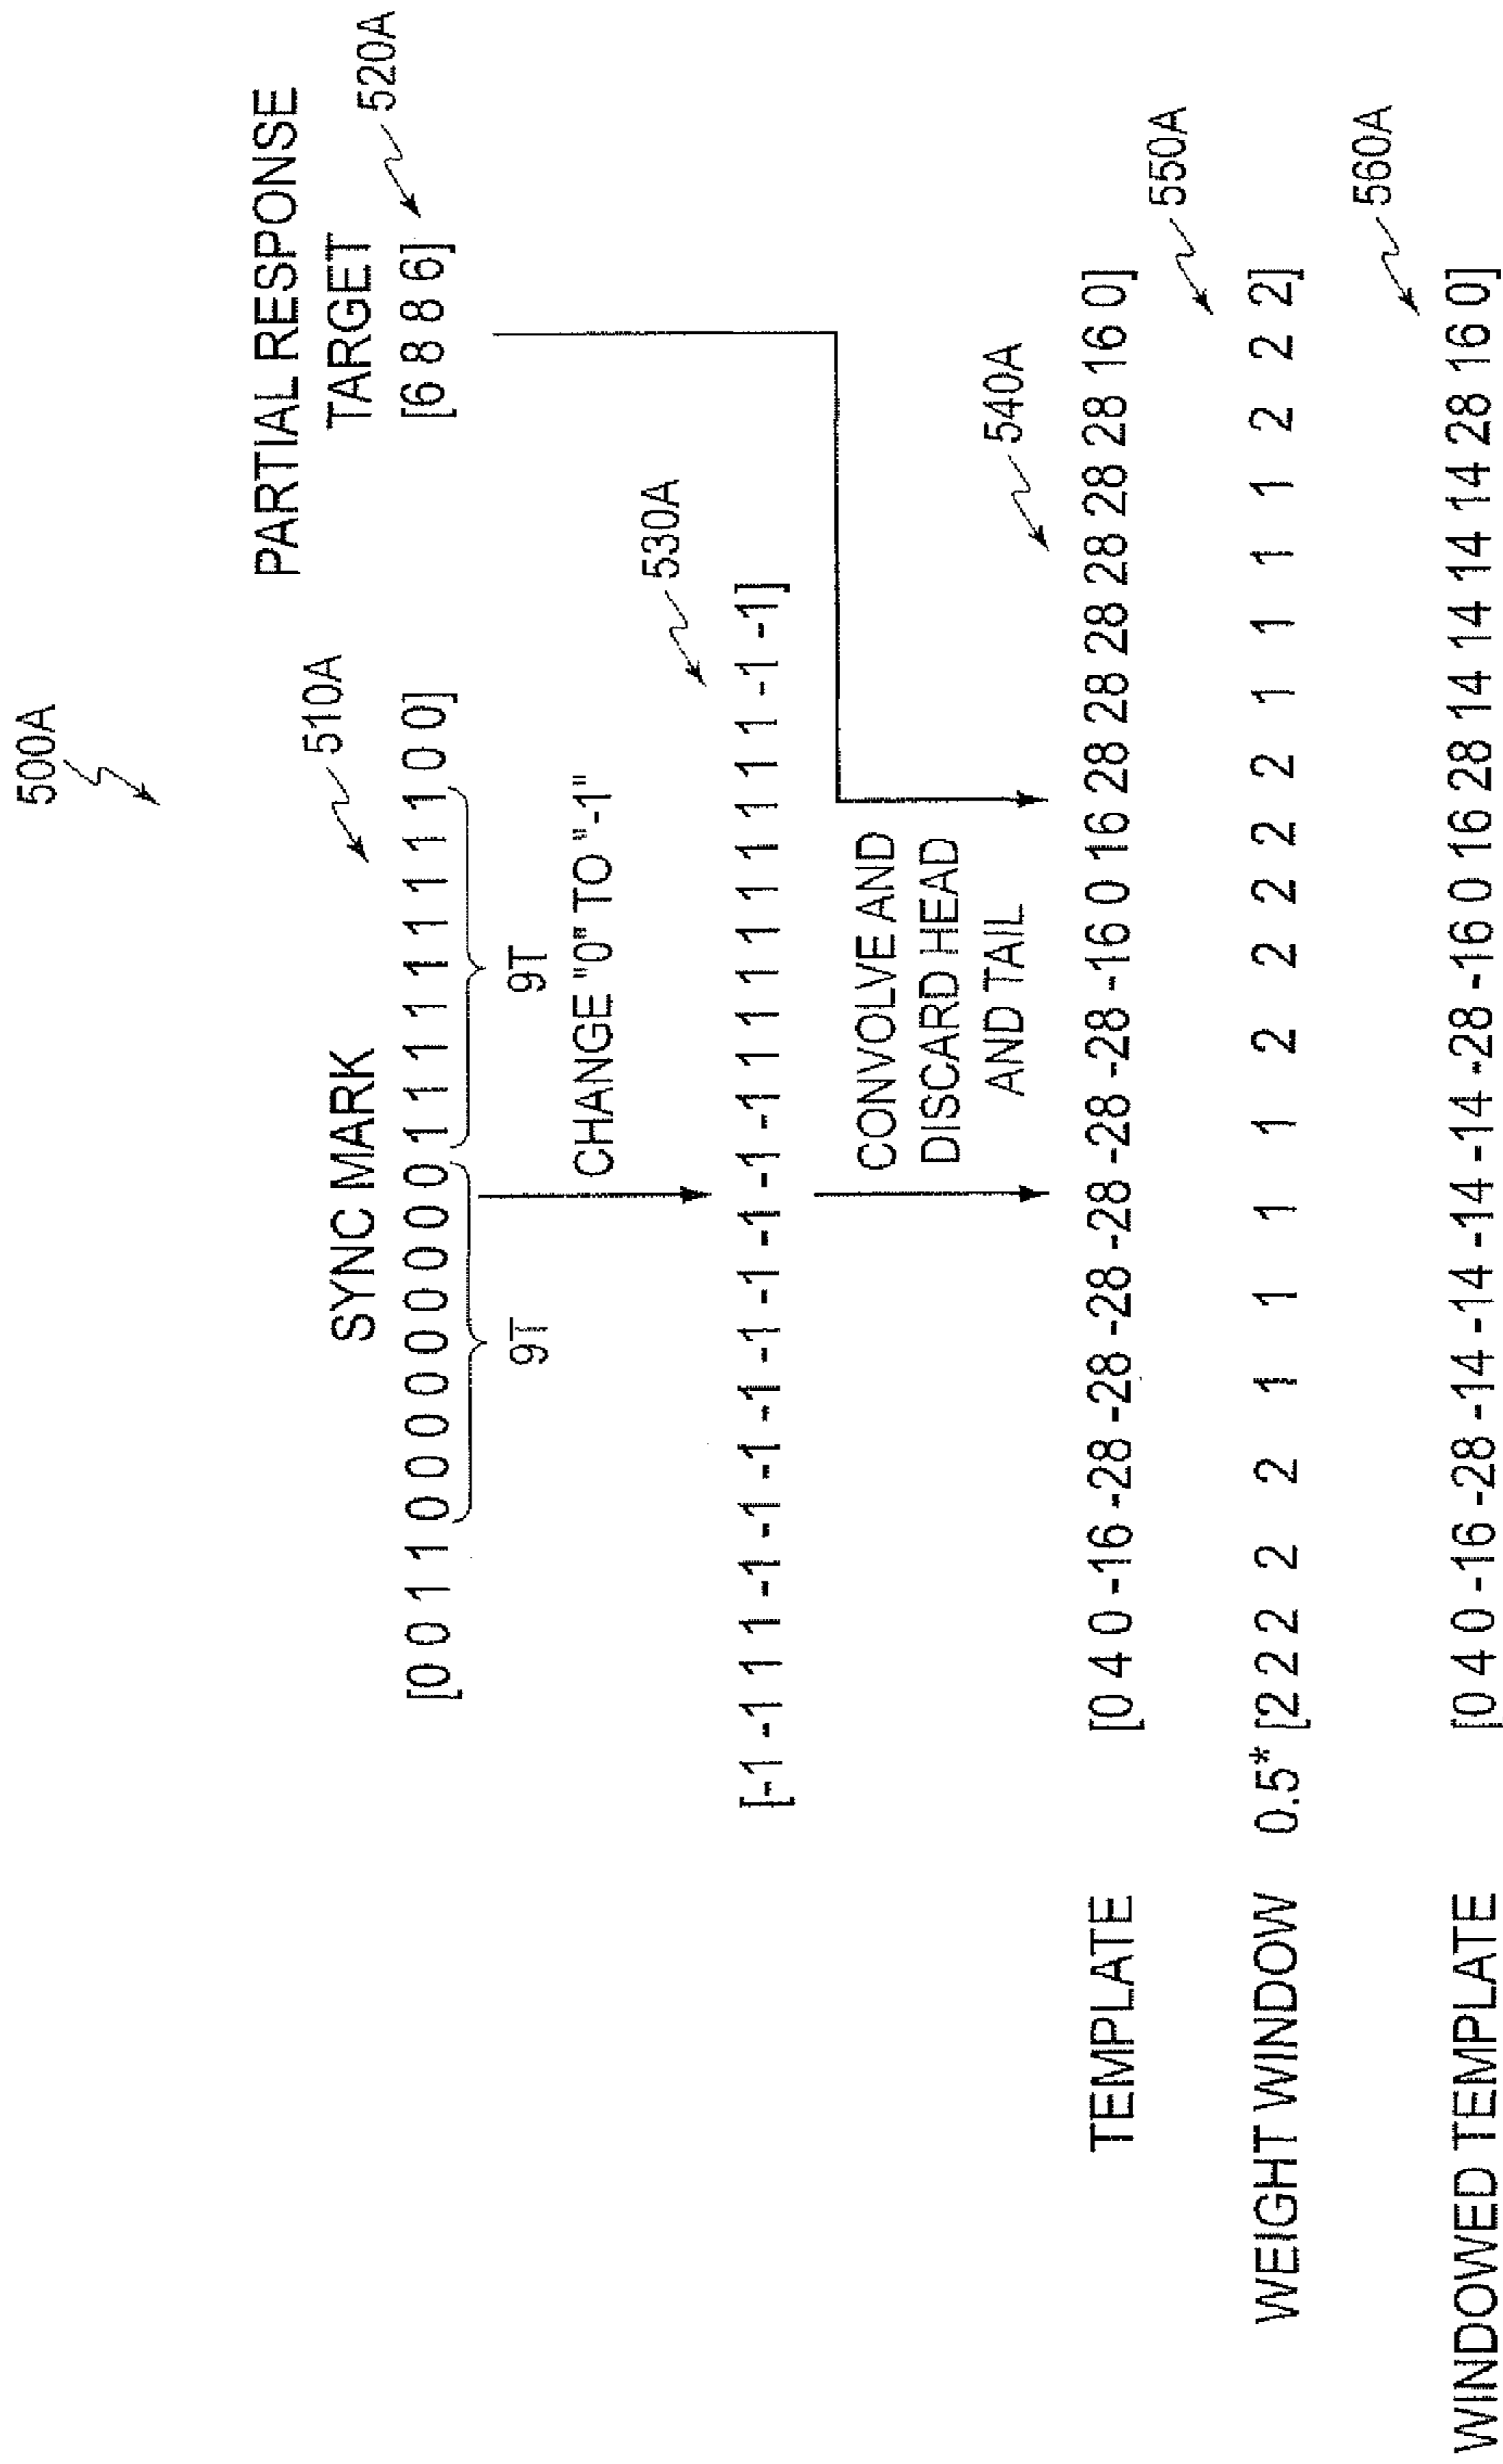 500A
PARTIAL RESPONSE
SYNC MARK
510A
TARGET
520A
[0 0 1 1 0 0 0 0 0 0 0 0 0 1 1 1 1 1 1 1 1 1 0 0]
[6 8 8 6]
9T
9T
CHANGE "0" TO "-1"
530A
[-1 -1 1 1 -1 -1 -1 -1 -1 -1 -1 -1 -1 1 1 1 1 1 1 1 1 1 -1 -1]
CONVOLVE AND
DISCARD HEAD
AND TAIL
540A
TEMPLATE [0 4 0 -16 -28 -28 -28 -28 -28 -28 -16 0 16 28 28 28 28 28 28 16 0]
550A
WEIGHT WINDOW 0.5* [2 2 2 2 2 1 1 1 1 2 2 2 2 2 1 1 1 1 2 2 2]
560A
WINDOWED TEMPLATE [0 4 0 -16 -28 -14 -14 -14 -14 -28 -16 0 16 28 14 14 14 14 28 16 0]